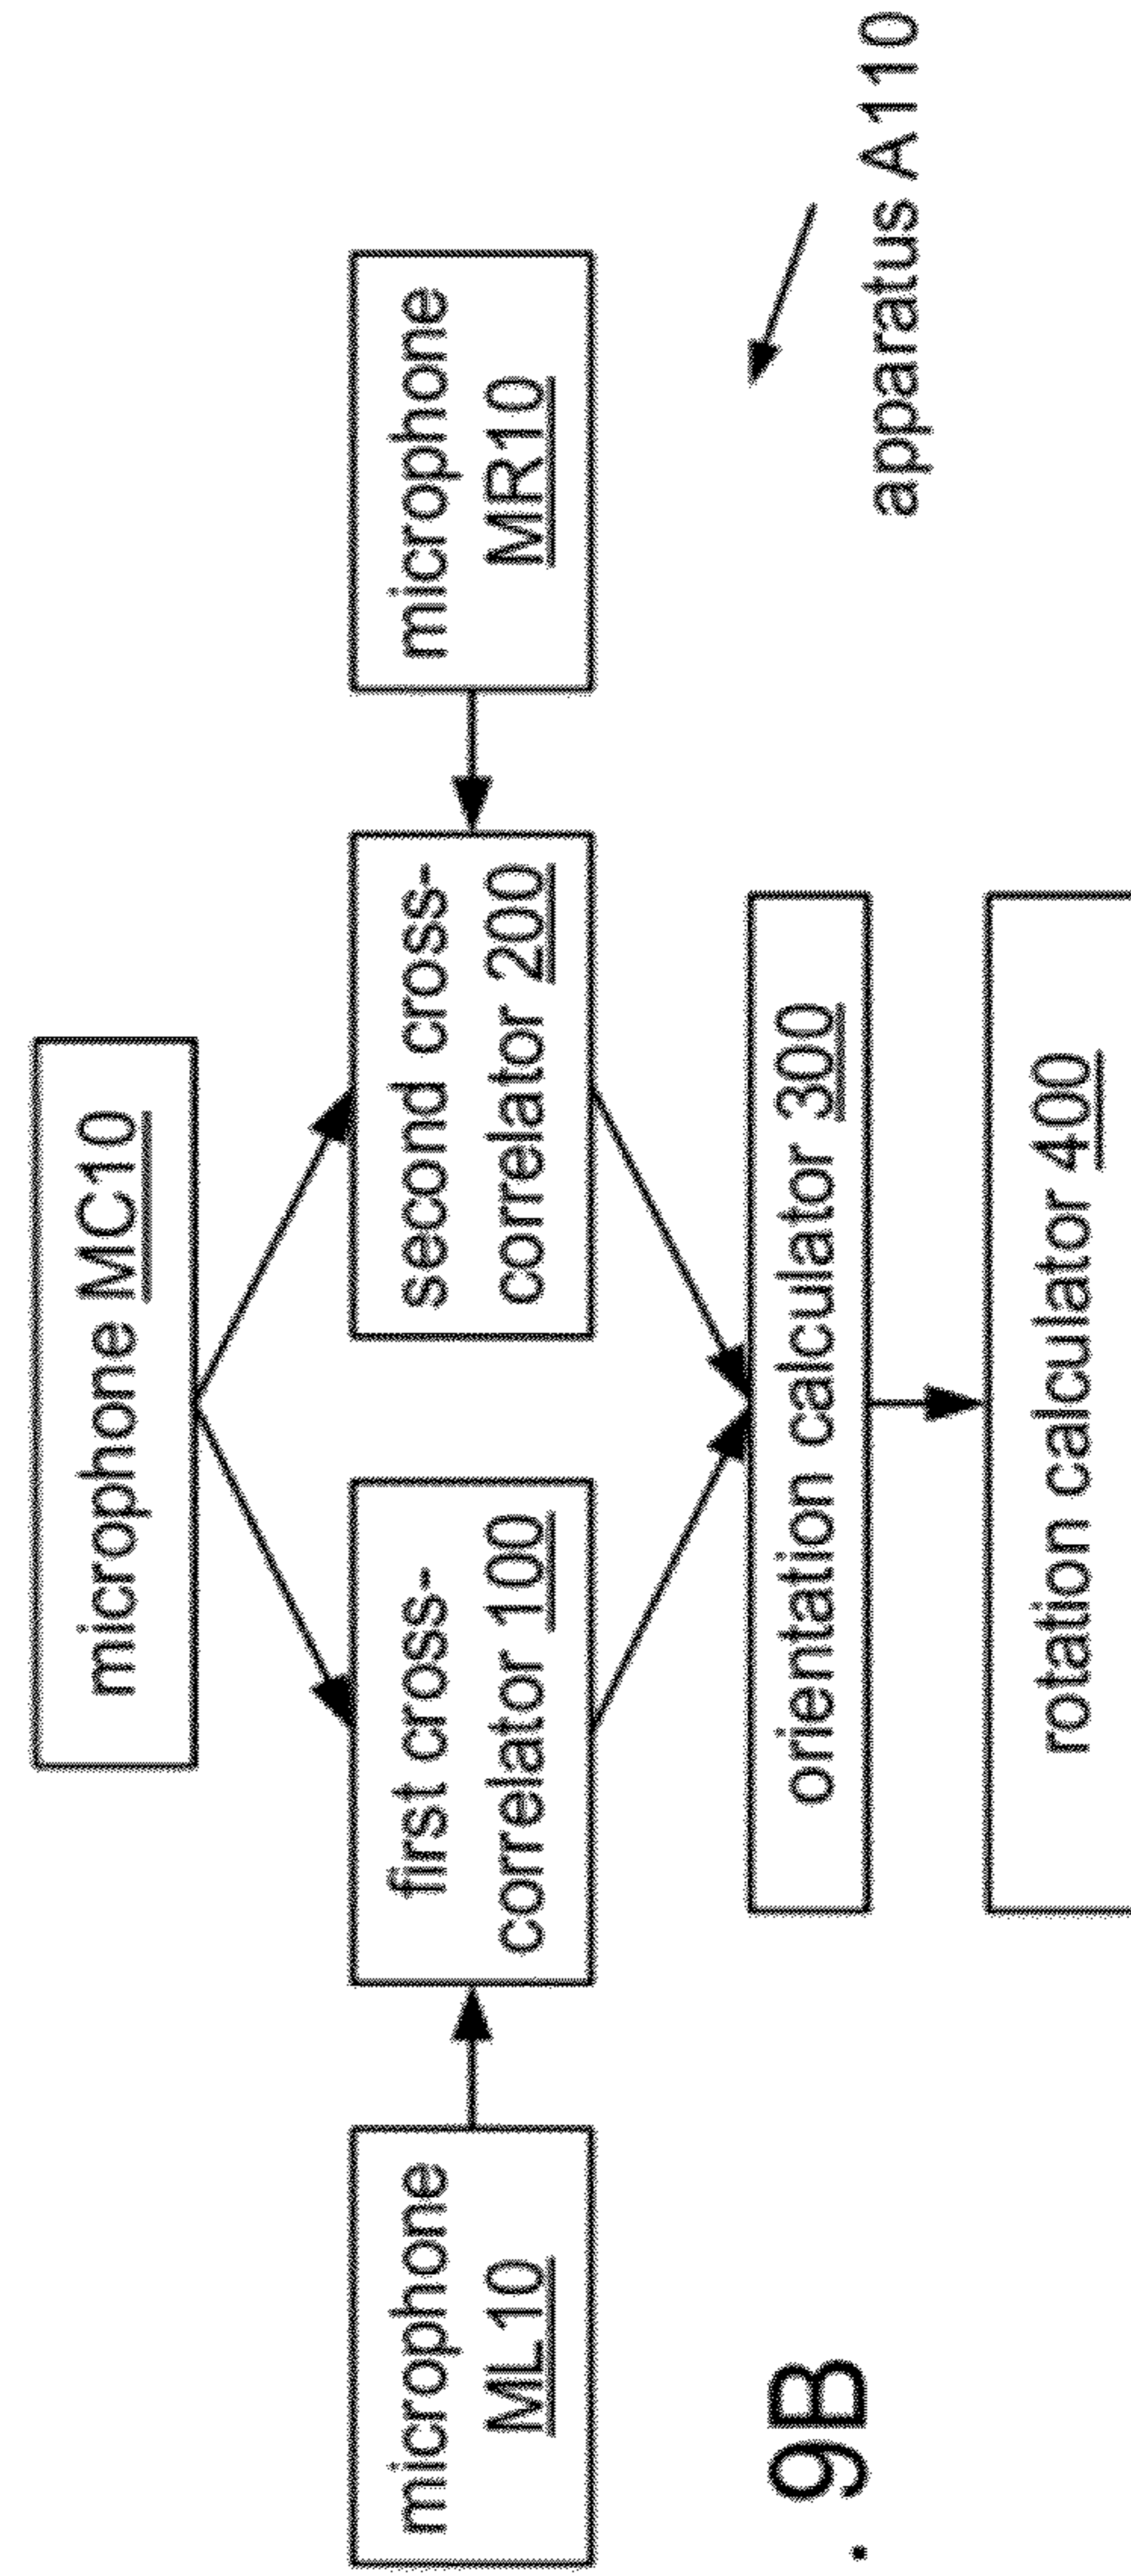 microphone MC10
microphone
ML10
first cross-
correlator 100
second cross-
correlator 200
microphone
MR10
orientation calculator 300
rotation calculator 400
apparatus A110
. 9B